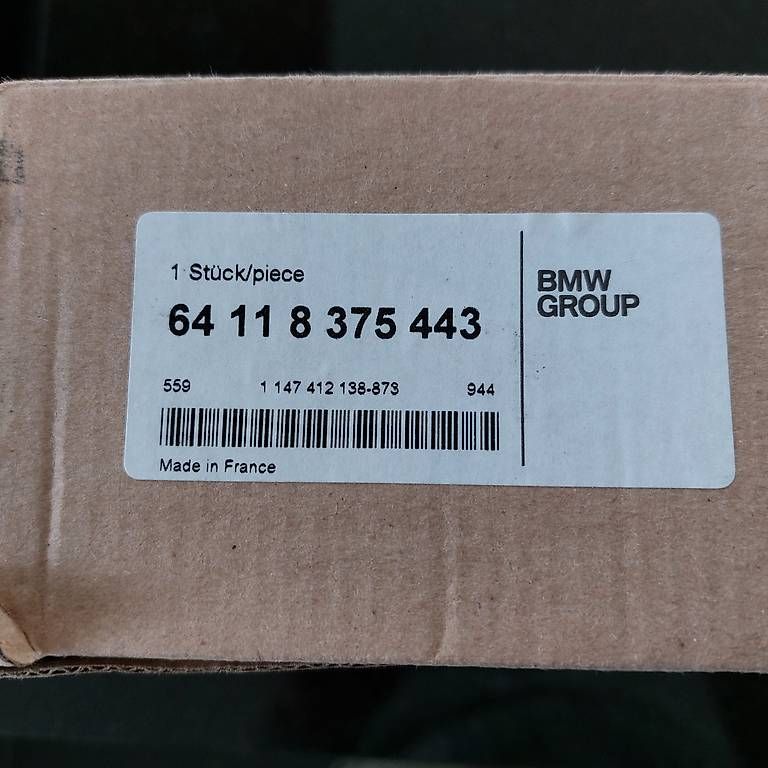 1 Stück/piece
64 11 8 375 443
559 1 147 412 138-873 944
Made in France
BMW
GROUP